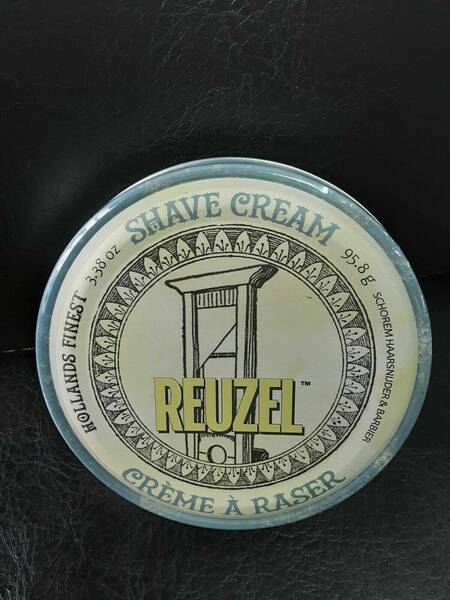 SHAVE CREAM
HOLLANDS FINEST 3.38 oz
95.8 g SCHOREM HAARSNIJDER & BARBIER
REUZEL™
CRÈME À RASER